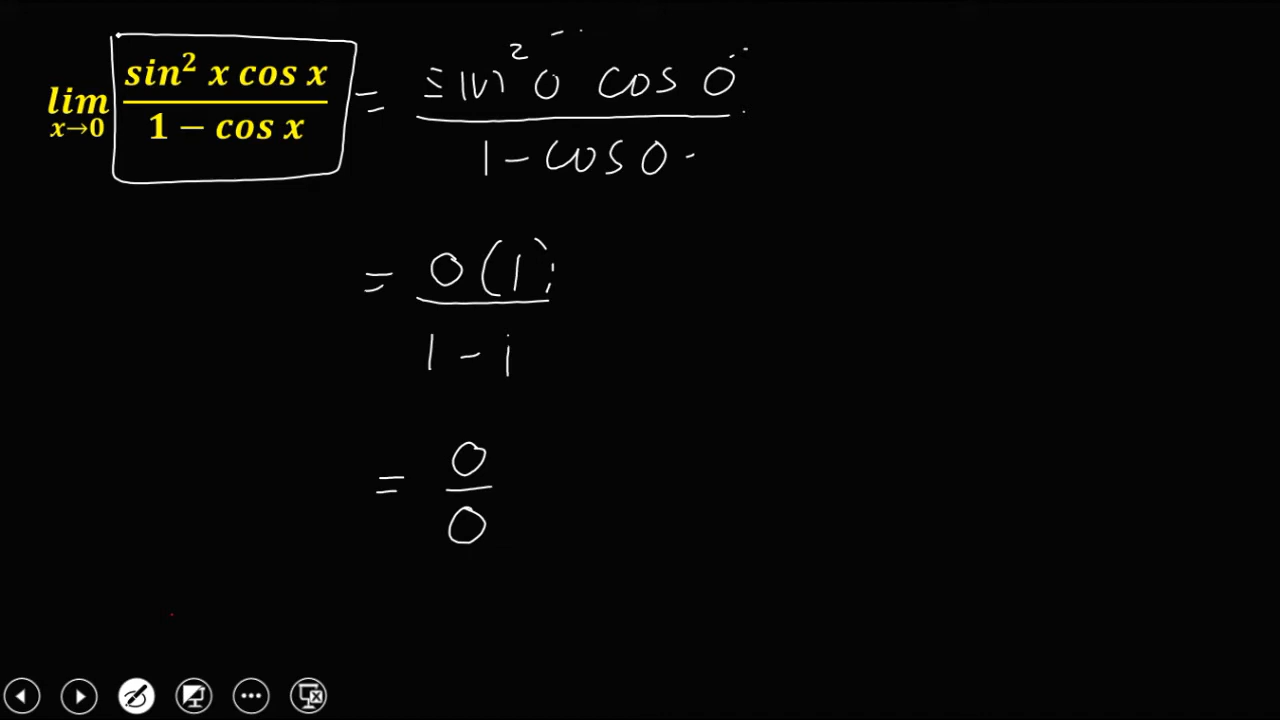 lim x→0 sin² x cos x / 1 − cos x = sin² 0 cos 0 / 1 − cos 0
= 0(1) / 1 − 1
= 0 / 0